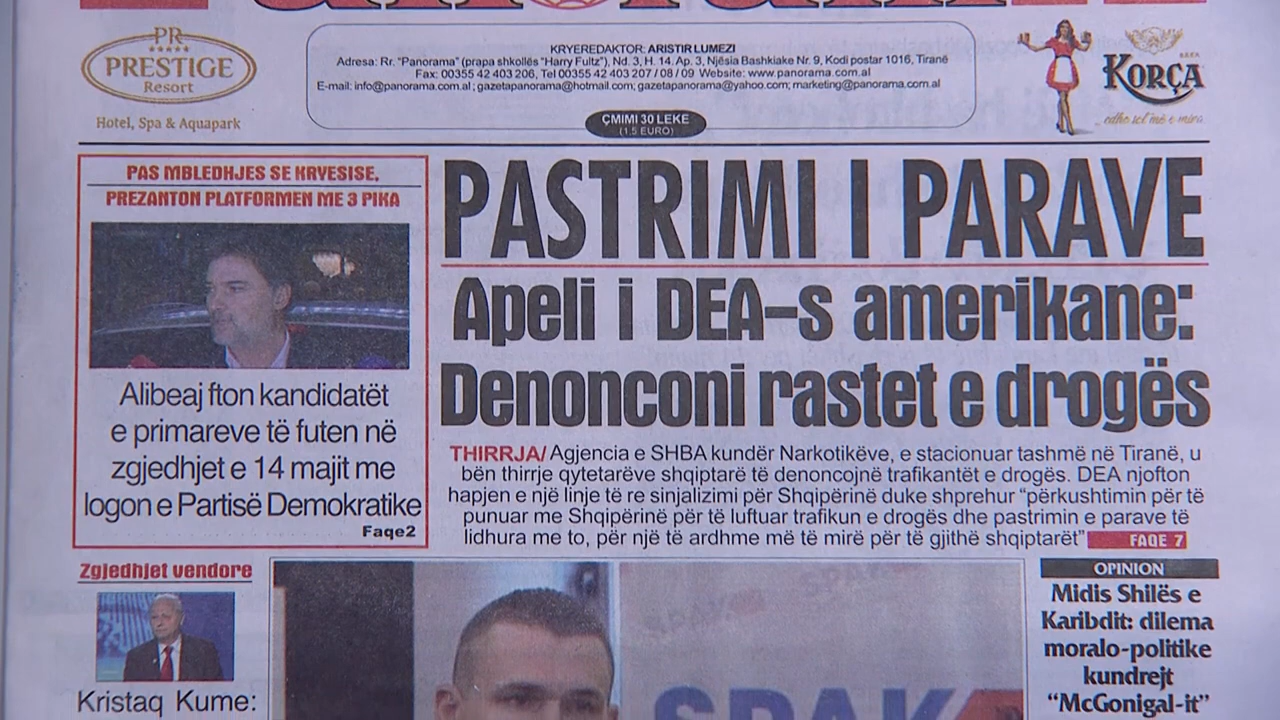 PR
PRESTIGE
Resort
Hotel, Spa & Aquapark
KRYEREDAKTOR: ARISTIR LUMEZI
Adresa: Rr. "Panorama" (prapa shkollës "Harry Fultz"), Nd. 3, H. 14. Ap. 3, Njësia Bashkiake Nr. 9, Kodi postar 1016, Tiranë
Fax: 00355 42 403 206, Tel 00355 42 403 207 / 08 / 09 Website: www.panorama.com.al
E-mail: info@panorama.com.al; gazetapanorama@hotmail.com; gazetapanorama@yahoo.com; marketing@panorama.com.al
ÇMIMI 30 LEKE
(1,5 EURO)
KORÇA
edhe sot më e mira
PAS MBLEDHJES SE KRYESISE,
PREZANTON PLATFORMEN ME 3 PIKA
Alibeaj fton kandidatët
e primareve të futen në
zgjedhjet e 14 majit me
logon e Partisë Demokratike
Faqe2
PASTRIMI I PARAVE
Apeli i DEA-s amerikane:
Denonconi rastet e drogës
THIRRJA/ Agjencia e SHBA kundër Narkotikëve, e stacionuar tashmë në Tiranë, u
bën thirrje qytetarëve shqiptarë të denoncojnë trafikantët e drogës. DEA njofton
hapjen e një linje të re sinjalizimi për Shqipërinë duke shprehur "përkushtimin për të
punuar me Shqipërinë për të luftuar trafikun e drogës dhe pastrimin e parave të
lidhura me to, për një të ardhme më të mirë për të gjithë shqiptarët"
FAQE 7
Zgjedhjet vendore
Kristaq Kume:
SPAK
OPINION
Midis Shilës e
Karibdit: dilema
moralo-politike
kundrejt
"McGonigal-it"